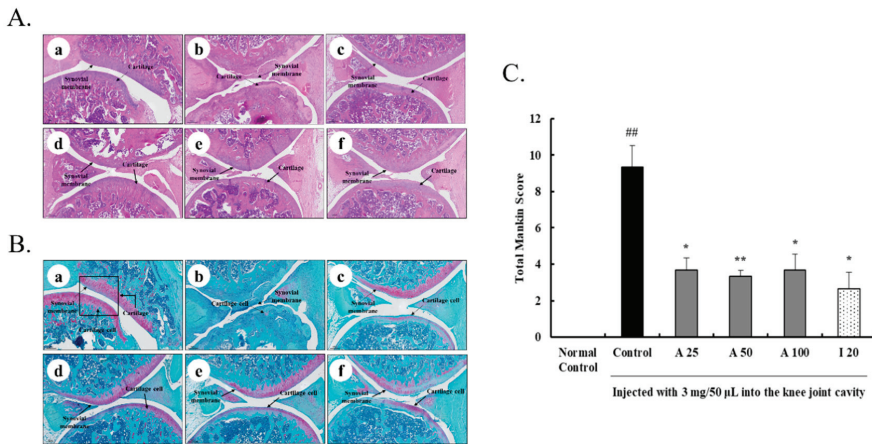 A.
a
Synovial
membrane
Cartilage
b
Cartilage
Synovial
membrane
c
Synovial
membrane
Cartilage
d
Synovial
membrane
Cartilage
e
Synovial
membrane
Cartilage
f
Synovial
membrane
Cartilage
B.
a
Synovial
membrane
Cartilage cell
Cartilage
b
Cartilage cell
Synovial
membrane
c
Synovial
membrane
Cartilage cell
d
Synovial
membrane
Cartilage cell
e
Synovial
membrane
Cartilage cell
f
Synovial
membrane
Cartilage cell
C.
Total Mankin Score
12
10
8
6
4
2
0
##
*
**
*
*
Normal
Control
Control
A 25
A 50
A 100
I 20
Injected with 3 mg/50 µL into the knee joint cavity